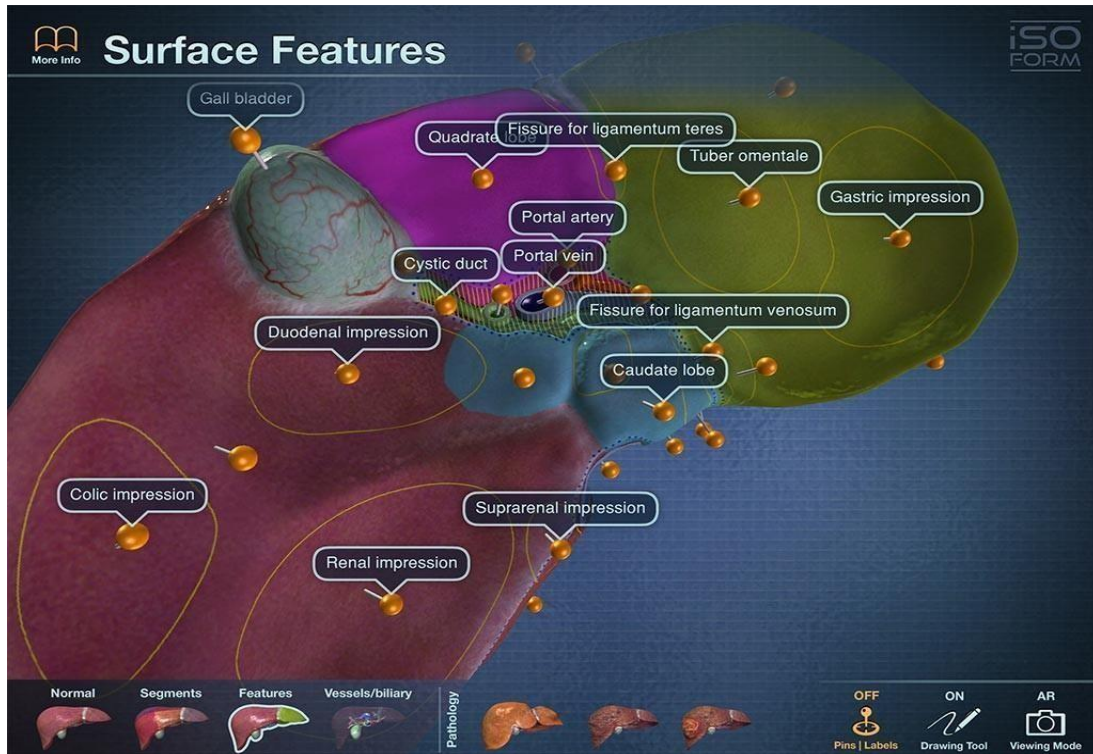 More Info
Surface Features
iSO
FORM
Gall bladder
Quadrate lobe
Fissure for ligamentum teres
Tuber omentale
Gastric impression
Portal artery
Cystic duct
Portal vein
Fissure for ligamentum venosum
Duodenal impression
Caudate lobe
Colic impression
Suprarenal impression
Renal impression
Normal
Segments
Features
Vessels/biliary
Pathology
OFF
Pins | Labels
ON
Drawing Tool
AR
Viewing Mode